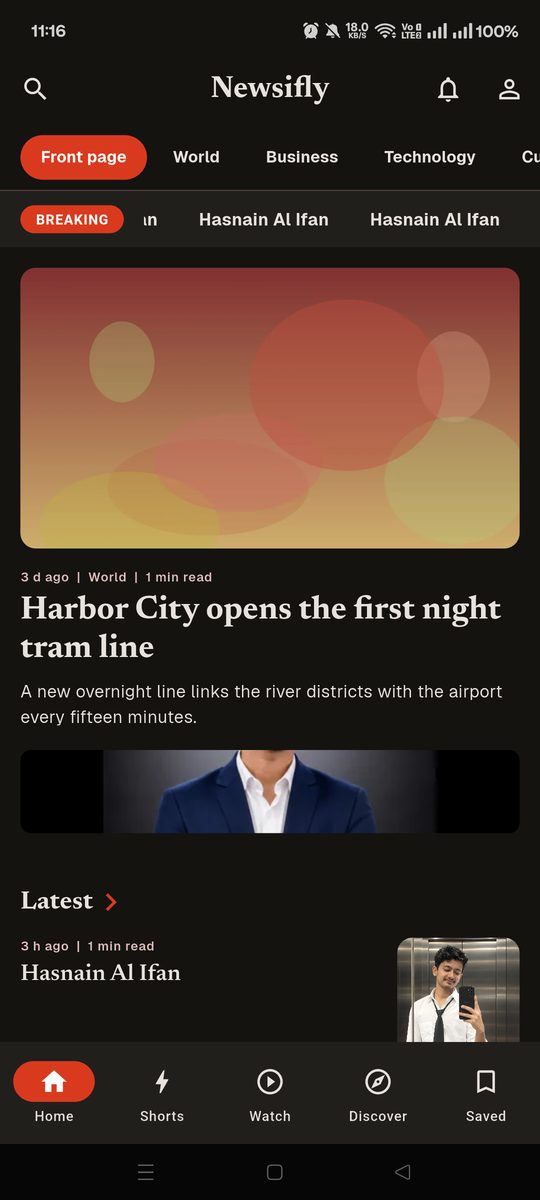 11:16
18.0 KB/S
Vo LTE2
100%
Newsifly
Front page World Business Technology Cu
BREAKING an Hasnain Al Ifan Hasnain Al Ifan
3 d ago | World | 1 min read
Harbor City opens the first night
tram line
A new overnight line links the river districts with the airport
every fifteen minutes.
Latest
3 h ago | 1 min read
Hasnain Al Ifan
Home Shorts Watch Discover Saved